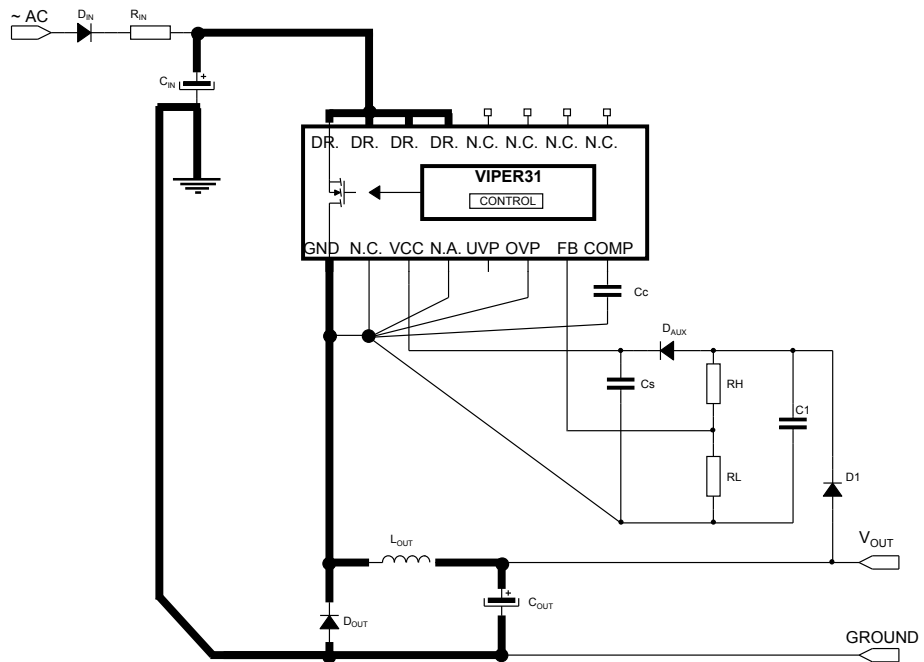 ~ AC
DIN
RIN
CIN
+
DR. DR. DR. DR. N.C. N.C. N.C. N.C.
VIPER31
CONTROL
GND N.C. VCC N.A. UVP OVP FB COMP
Cc
DAUX
Cs
RH
C1
RL
D1
LOUT
VOUT
+
COUT
DOUT
GROUND